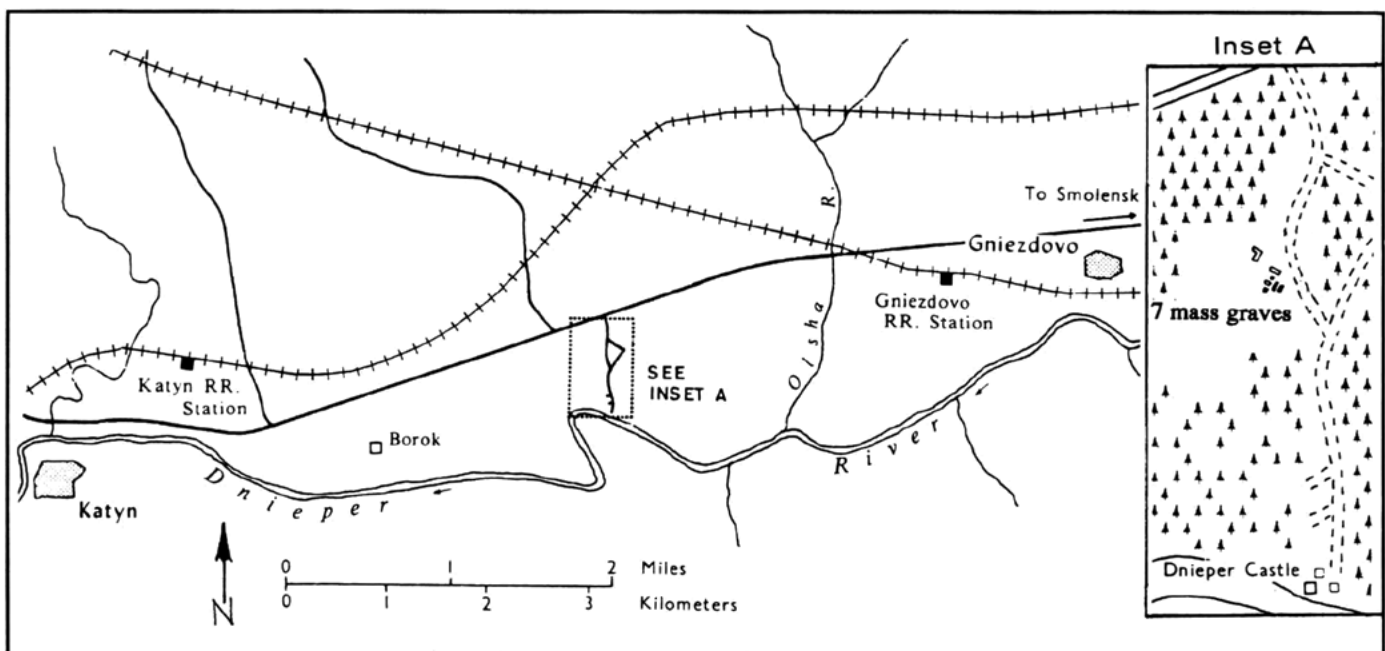 Inset A
To Smolensk
Gniezdovo
Gniezdovo
RR. Station
Olsha R.
7 mass graves
SEE
INSET A
Katyn RR.
Station
Borok
Dnieper River
Katyn
Dnieper Castle
0 1 2 Miles
0 1 2 3 Kilometers
N